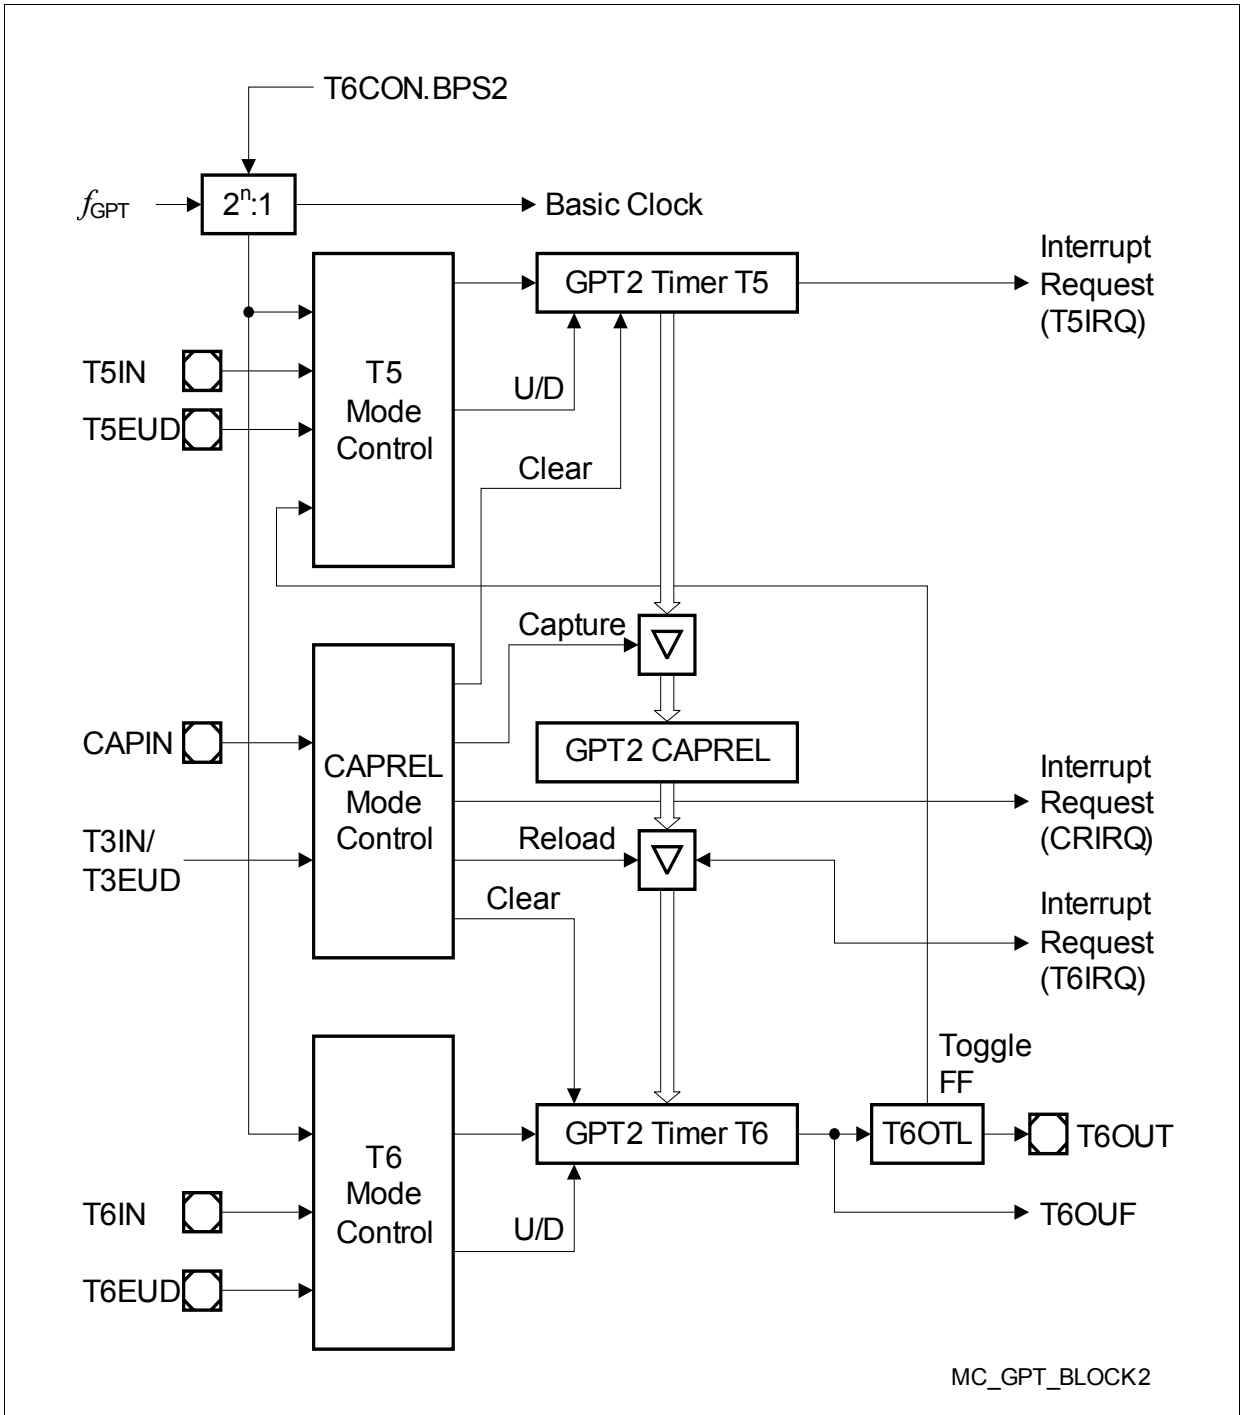 T6CON.BPS2
fGPT
2ⁿ:1
Basic Clock
Interrupt
Request
(T5IRQ)
GPT2 Timer T5
T5IN
T5EUD
T5
Mode
Control
U/D
Clear
Capture
CAPIN
T3IN/
T3EUD
CAPREL
Mode
Control
GPT2 CAPREL
Interrupt
Request
(CRIRQ)
Reload
Clear
Interrupt
Request
(T6IRQ)
Toggle
FF
GPT2 Timer T6
T6OTL
T6OUT
T6
Mode
Control
T6IN
T6EUD
U/D
T6OUF
MC_GPT_BLOCK2